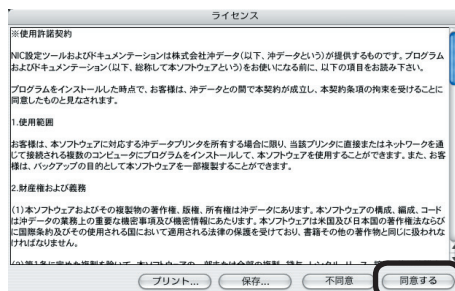 ライセンス
※使用許諾契約
NIC設定ツールおよびドキュメンテーションは株式会社沖データ(以下、沖データという)が提供するものです。プログラム
およびドキュメンテーション(以下、総称して本ソフトウェアという)をお使いになる前に、以下の項目をお読み下さい。
プログラムをインストールした時点で、お客様は、沖データとの間で本契約が成立し、本契約条項の拘束を受けることに
同意したものと見なされます。
1.使用範囲
お客様は、本ソフトウェアに対応する沖データプリンタを所有する場合に限り、当該プリンタに直接またはネットワークを通
じて接続される複数のコンピュータにプログラムをインストールして、本ソフトウェアを使用することができます。また、お客
様は、バックアップの目的として本ソフトウェアを一部複製することができます。
2.財産権および義務
(1)本ソフトウェアおよびその複製物の著作権、版権、所有権は沖データにあります。本ソフトウェアの構成、編成、コード
は沖データの業務上の重要な機密事項及び機密情報にあたります。本ソフトウェアは米国及び日本国の著作権法ならび
に国際条約及びその使用される国において適用される法律の保護を受けており、書籍その他の著作物と同じに扱われな
ければなりません。
プリント...
保存...
不同意
同意する